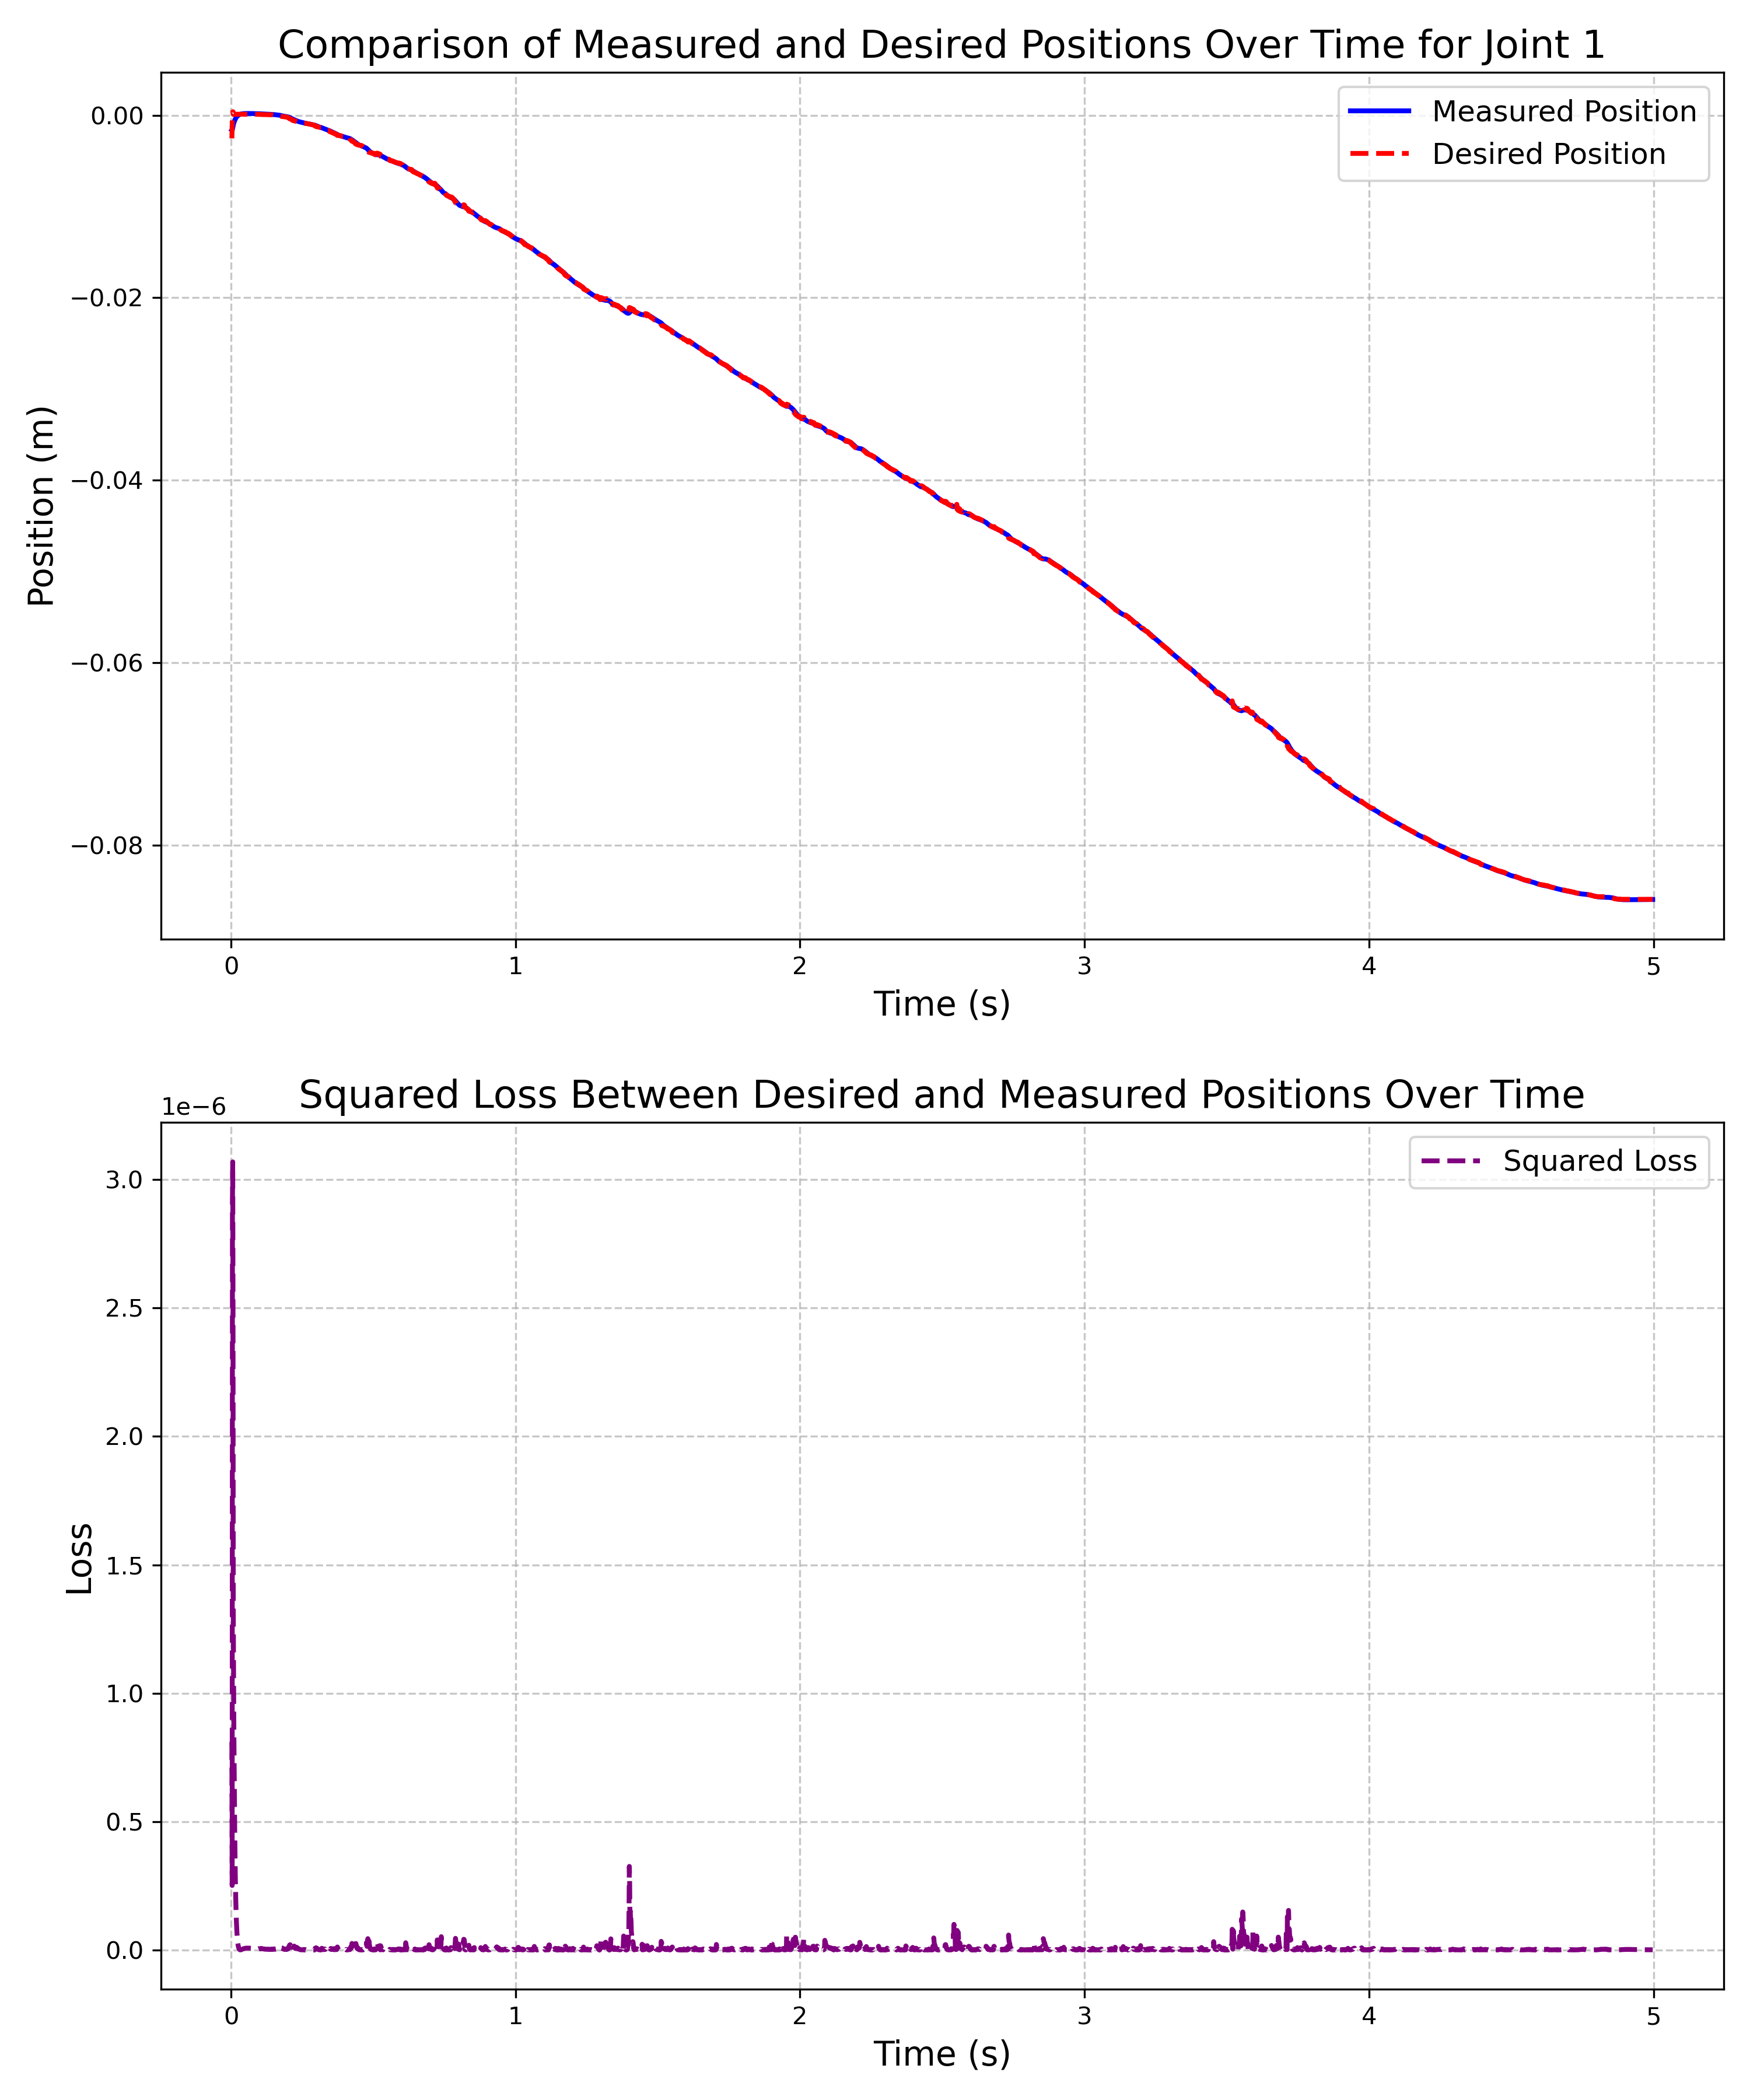 Comparison of Measured and Desired Positions Over Time for Joint 1
Measured Position
Desired Position
0.00
−0.02
−0.04
−0.06
−0.08
Position (m)
0 1 2 3 4 5
Time (s)
Squared Loss Between Desired and Measured Positions Over Time
1e−6
Squared Loss
3.0
2.5
2.0
1.5
1.0
0.5
0.0
Loss
0 1 2 3 4 5
Time (s)